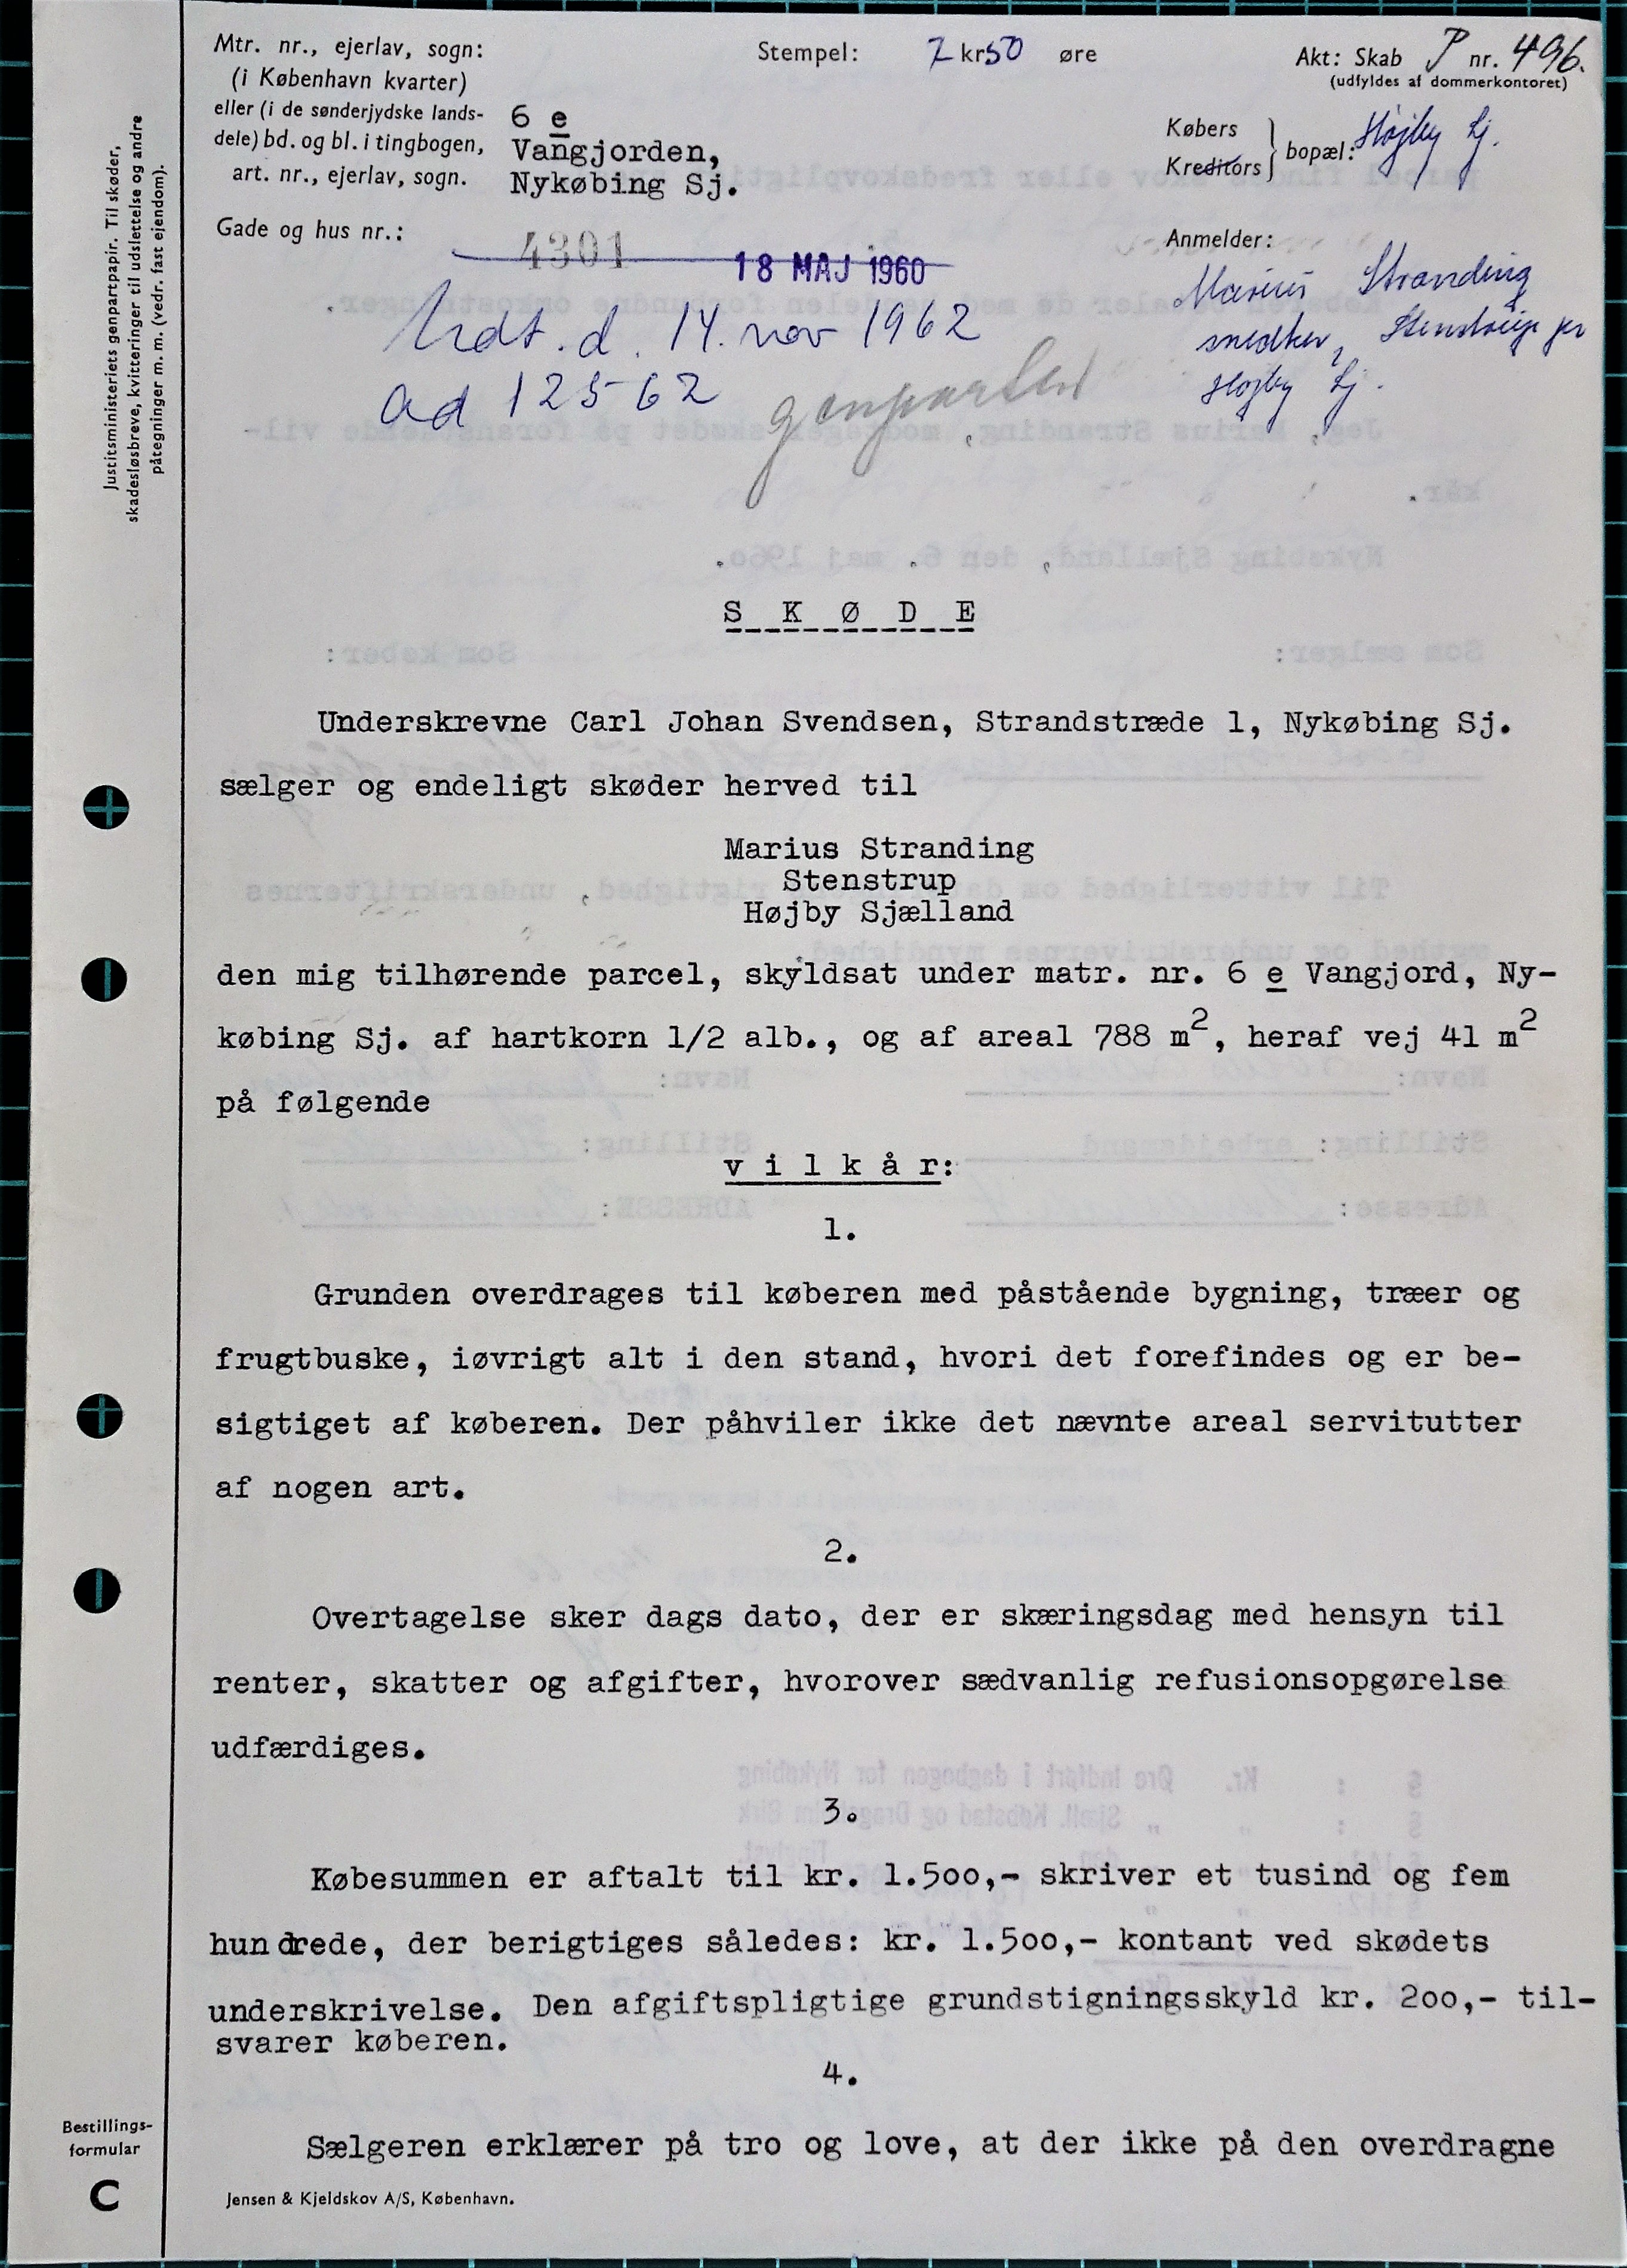 Mtr. nr., ejerlav, sogn:
(i København kvarter)
eller (i de sønderjydske lands-
dele) bd. og bl. i tingbogen,
art. nr., ejerlav, sogn.
6 e
Vangjorden,
Nykøbing Sj.
Stempel: 7 kr 50 øre
Akt: Skab P nr. 496.
(udfyldes af dommerkontoret)
Købers
Kreditors
bopæl: Højby Sj.
Gade og hus nr.:
4301
18 MAJ 1960
Anmelder:
Marius Stranding
snedker, Stenstrup pr
Højby Sj.
Udt. d. 14. nov 1962
ad 125 62
genparten
Justitsministeriets genpartpapir. Til skøder,
skadesløsbreve, kvitteringer til udslettelse og andre
påtegninger m. m. (vedr. fast ejendom).
S K Ø D E
Underskrevne Carl Johan Svendsen, Strandstræde 1, Nykøbing Sj.
sælger og endeligt skøder herved til
Marius Stranding
Stenstrup
Højby Sjælland
den mig tilhørende parcel, skyldsat under matr. nr. 6 e Vangjord, Ny-
købing Sj. af hartkorn 1/2 alb., og af areal 788 m2, heraf vej 41 m2
på følgende
v i l k å r:
1.
Grunden overdrages til køberen med påstående bygning, træer og
frugtbuske, iøvrigt alt i den stand, hvori det forefindes og er be-
sigtiget af køberen. Der påhviler ikke det nævnte areal servitutter
af nogen art.
2.
Overtagelse sker dags dato, der er skæringsdag med hensyn til
renter, skatter og afgifter, hvorover sædvanlig refusionsopgørelse
udfærdiges.
3.
Købesummen er aftalt til kr. 1.500,- skriver et tusind og fem
hundrede, der berigtiges således: kr. 1.500,- kontant ved skødets
underskrivelse. Den afgiftspligtige grundstigningsskyld kr. 200,- til-
svarer køberen.
4.
Sælgeren erklærer på tro og love, at der ikke på den overdragne
Bestillings-
formular
C
Jensen & Kjeldskov A/S, København.